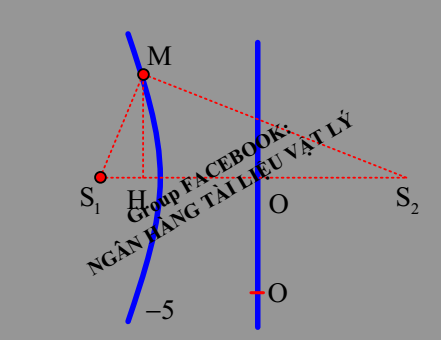 M
Group FACEBOOK:
NGÂN HÀNG TÀI LIỆU VẬT LÝ
S₁
H
O
S₂
O
−5